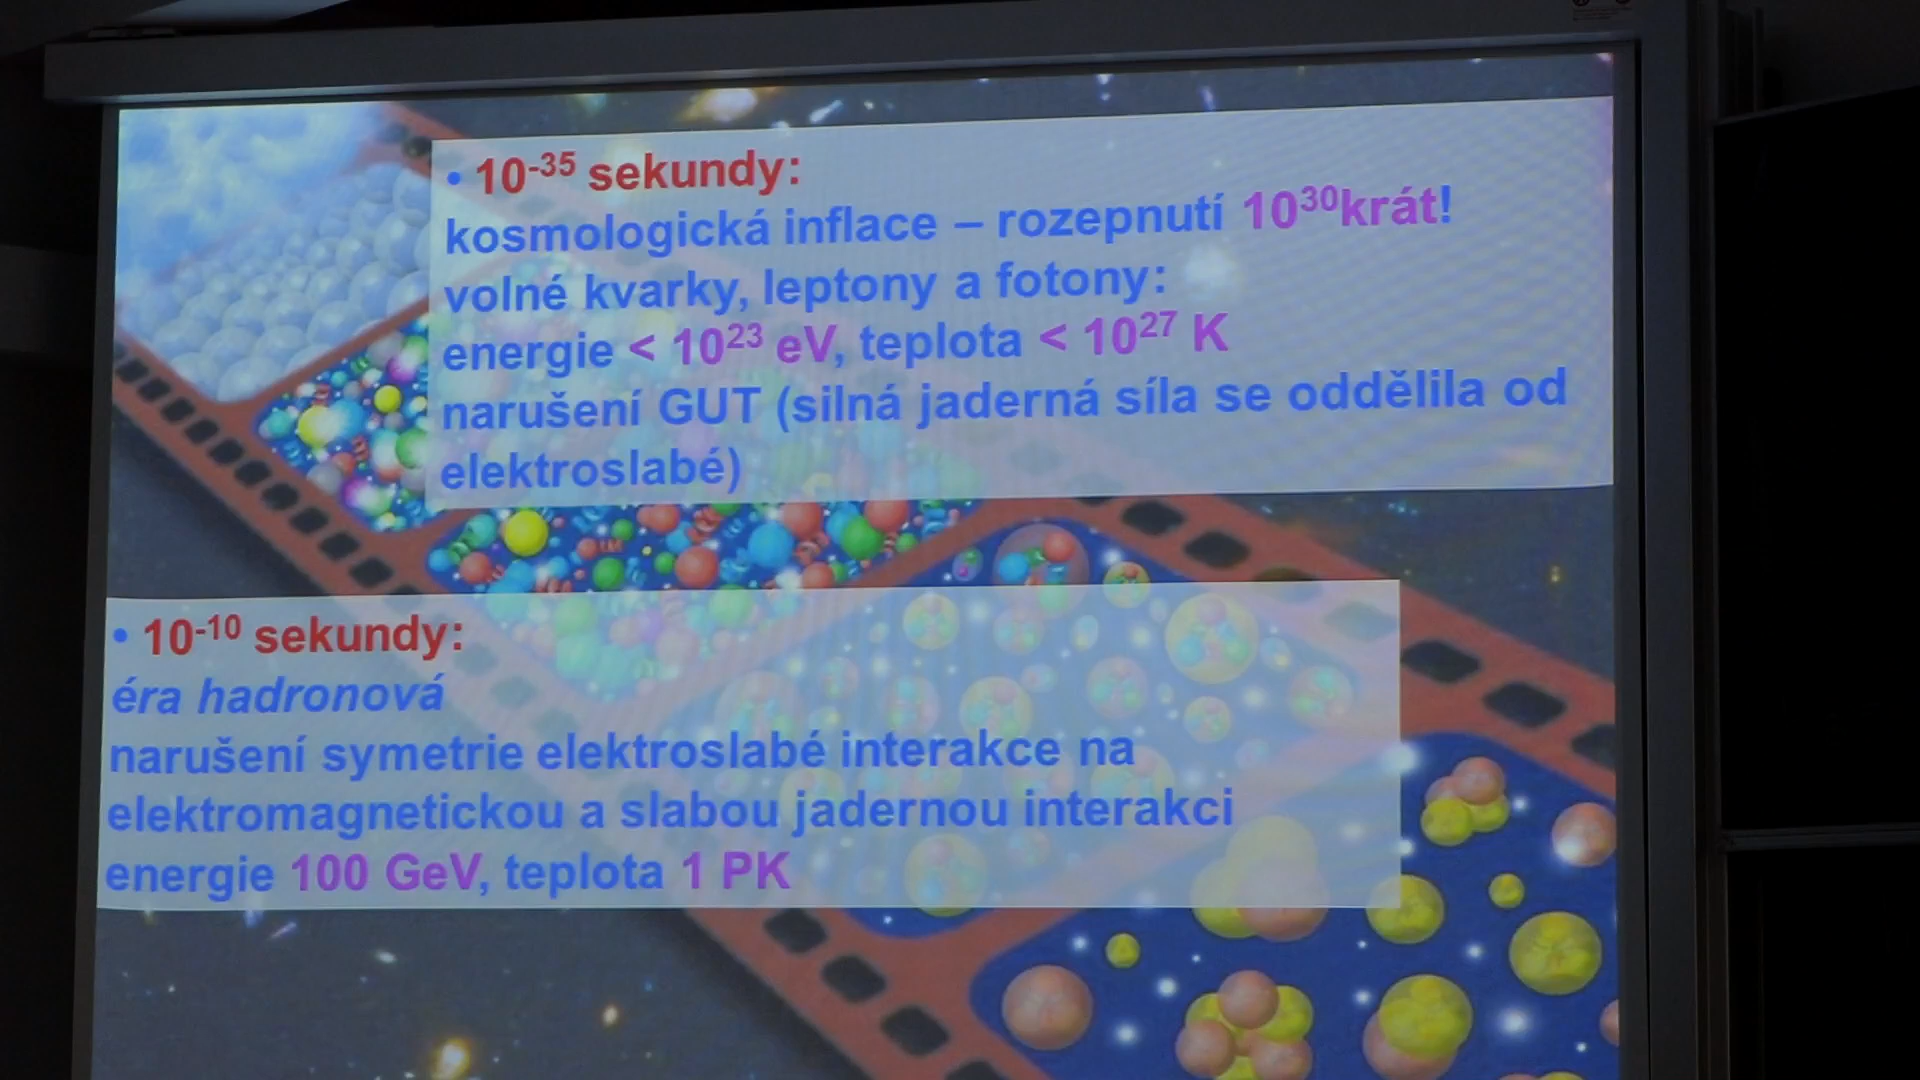 • 10⁻³⁵ sekundy:
kosmologická inflace – rozepnutí 10³⁰krát!
volné kvarky, leptony a fotony:
energie < 10²³ eV, teplota < 10²⁷ K
narušení GUT (silná jaderná síla se oddělila od
elektroslabé)
• 10⁻¹⁰ sekundy:
éra hadronová
narušení symetrie elektroslabé interakce na
elektromagnetickou a slabou jadernou interakci
energie 100 GeV, teplota 1 PK